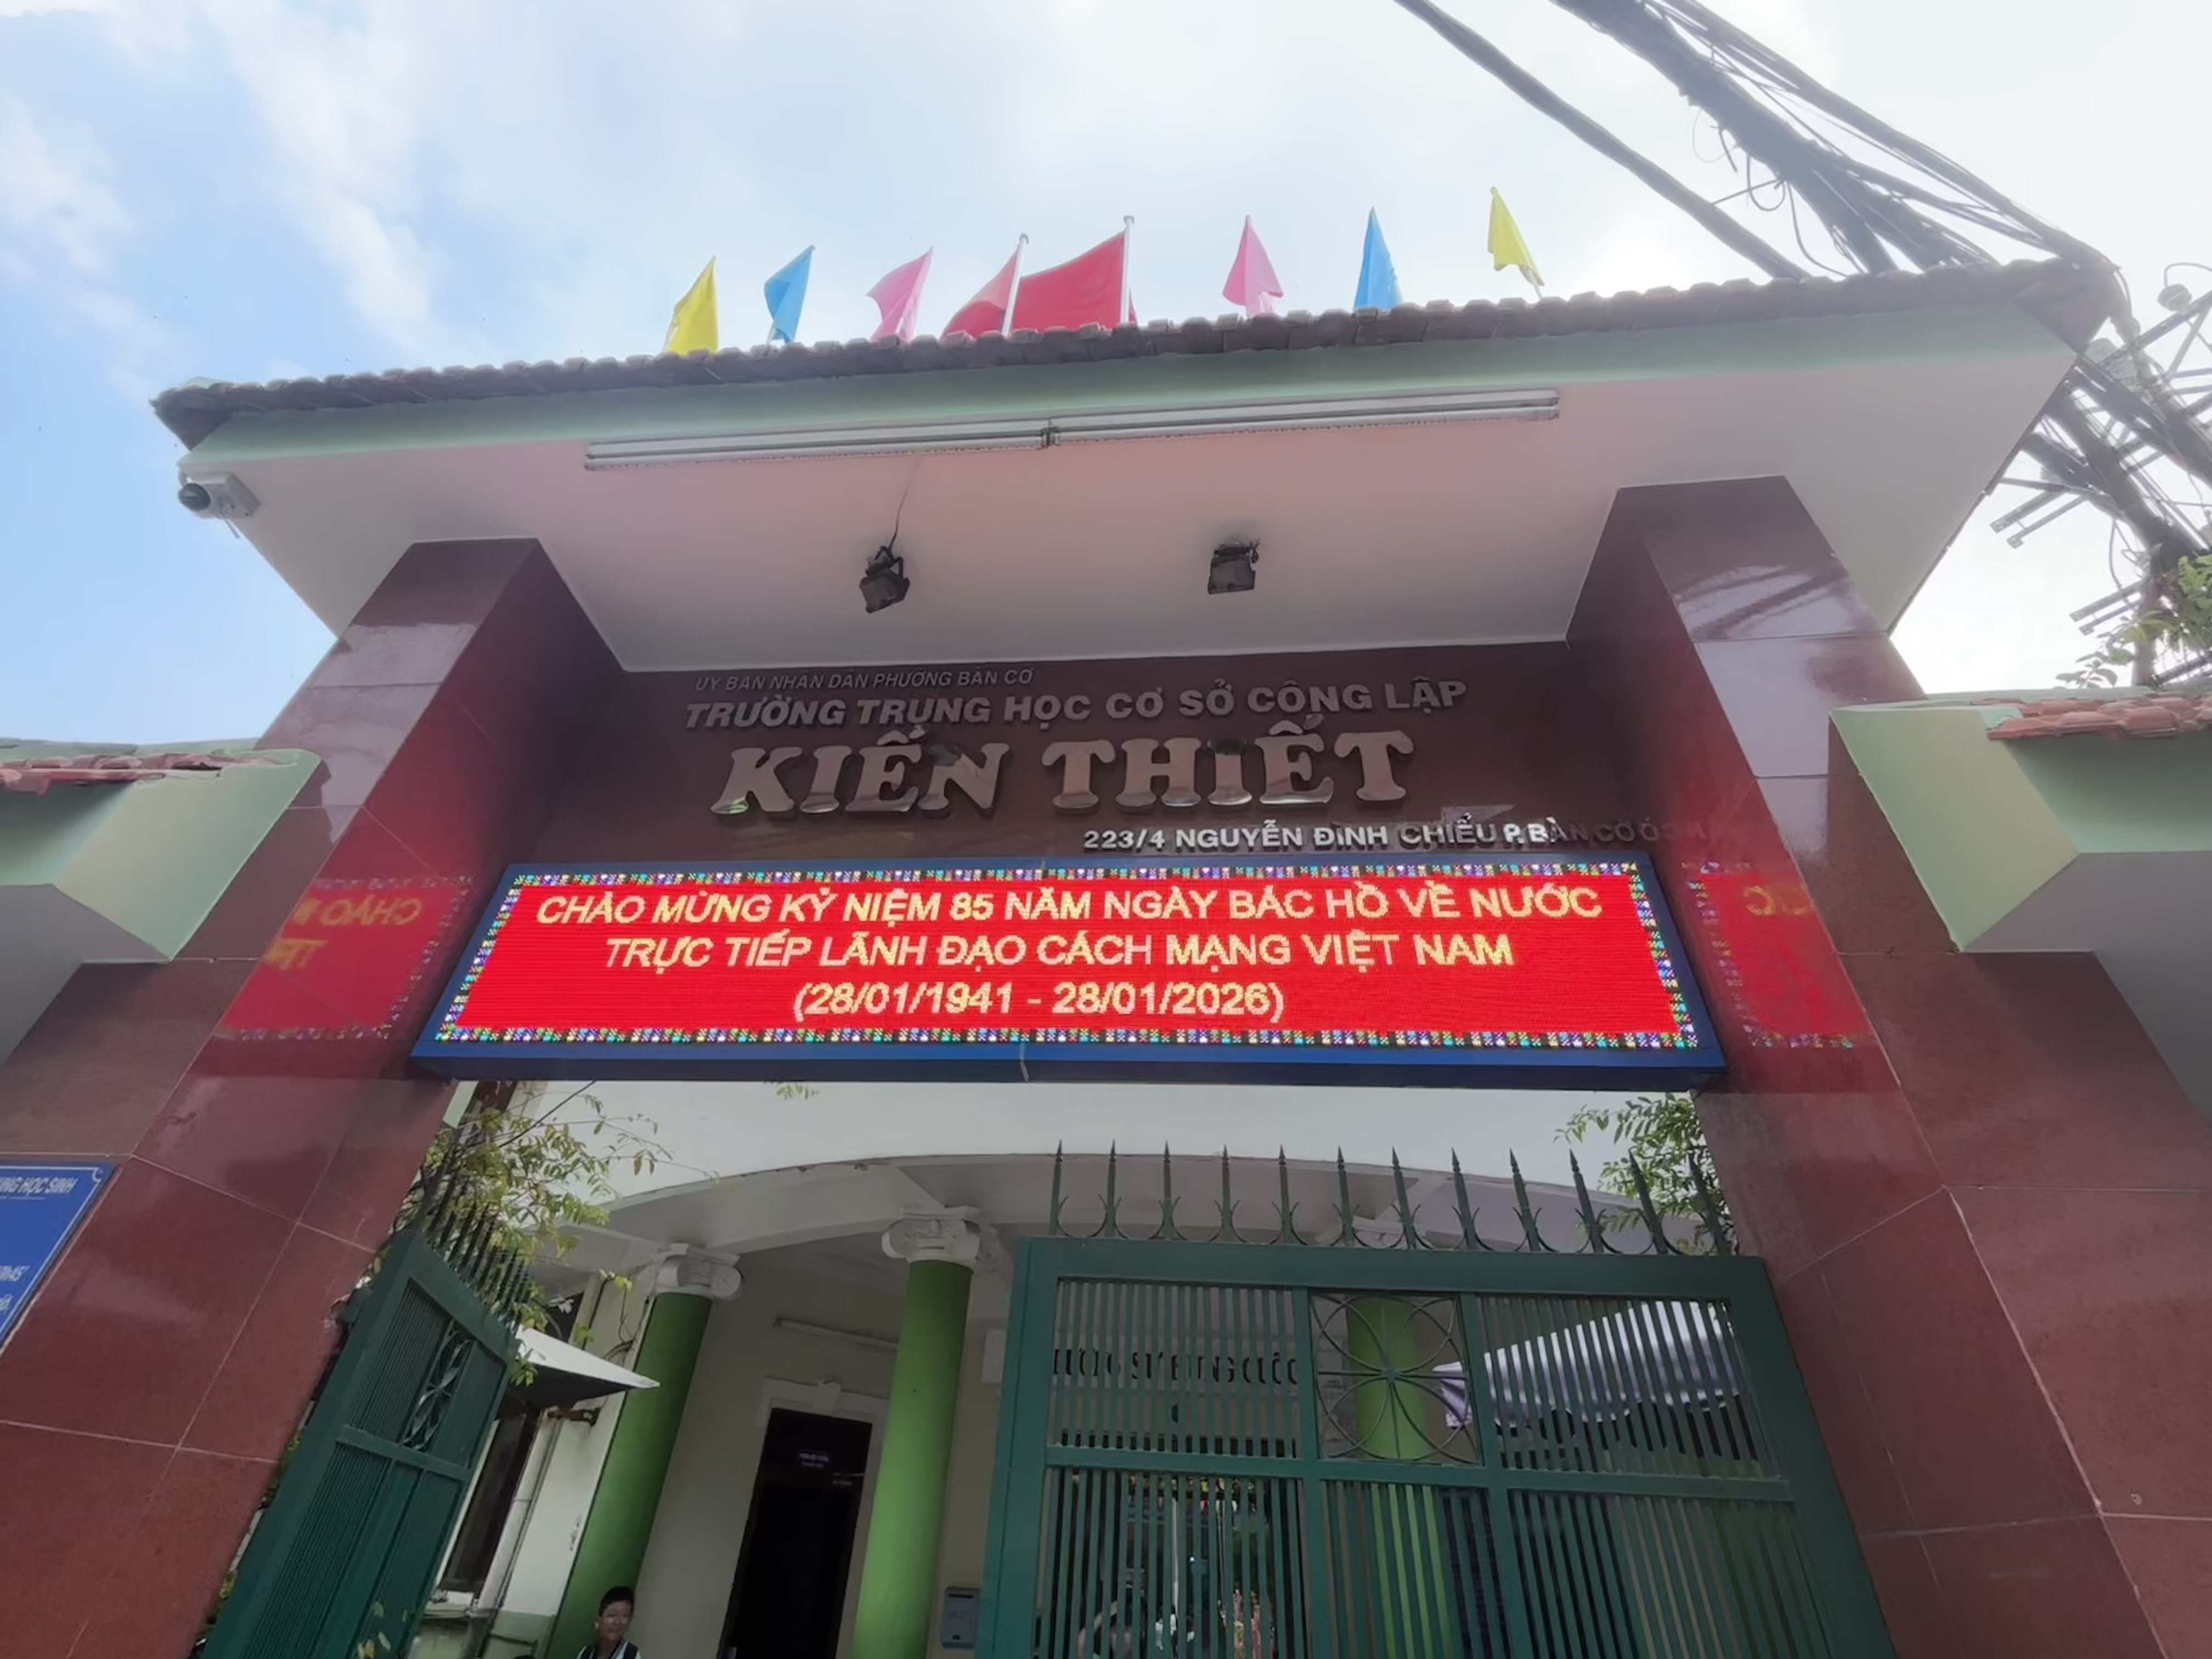 ỦY BAN NHÂN DÂN PHƯỜNG BÀN CỜ
TRƯỜNG TRUNG HỌC CƠ SỞ CÔNG LẬP
KIẾN THIẾT
223/4 NGUYỄN ĐÌNH CHIỂU P. BÀN CỜ
CHÀO MỪNG KỶ NIỆM 85 NĂM NGÀY BÁC HỒ VỀ NƯỚC
TRỰC TIẾP LÃNH ĐẠO CÁCH MẠNG VIỆT NAM
(28/01/1941 - 28/01/2026)
HỌC SINH